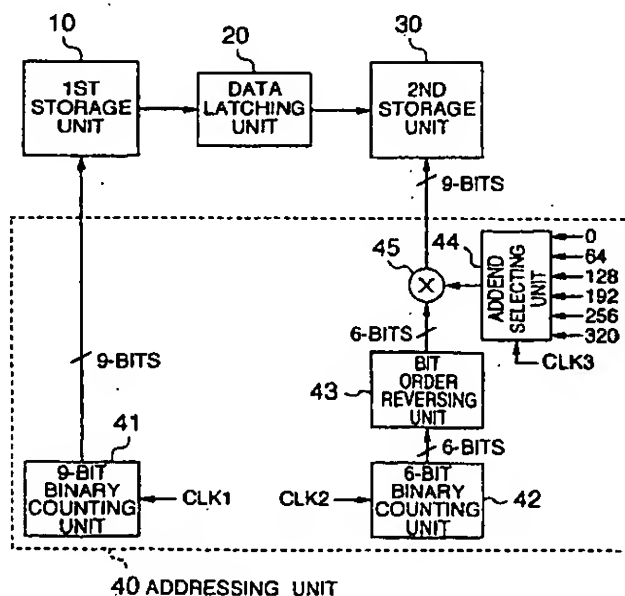 10
1ST
STORAGE
UNIT
20
DATA
LATCHING
UNIT
30
2ND
STORAGE
UNIT
9-BITS
44
45
X
ADDEND
SELECTING
UNIT
0
64
128
192
256
320
CLK3
6-BITS
9-BITS
43
BIT
ORDER
REVERSING
UNIT
6-BITS
41
9-BIT
BINARY
COUNTING
UNIT
CLK1
CLK2
6-BIT
BINARY
COUNTING
UNIT
42
40 ADDRESSING UNIT